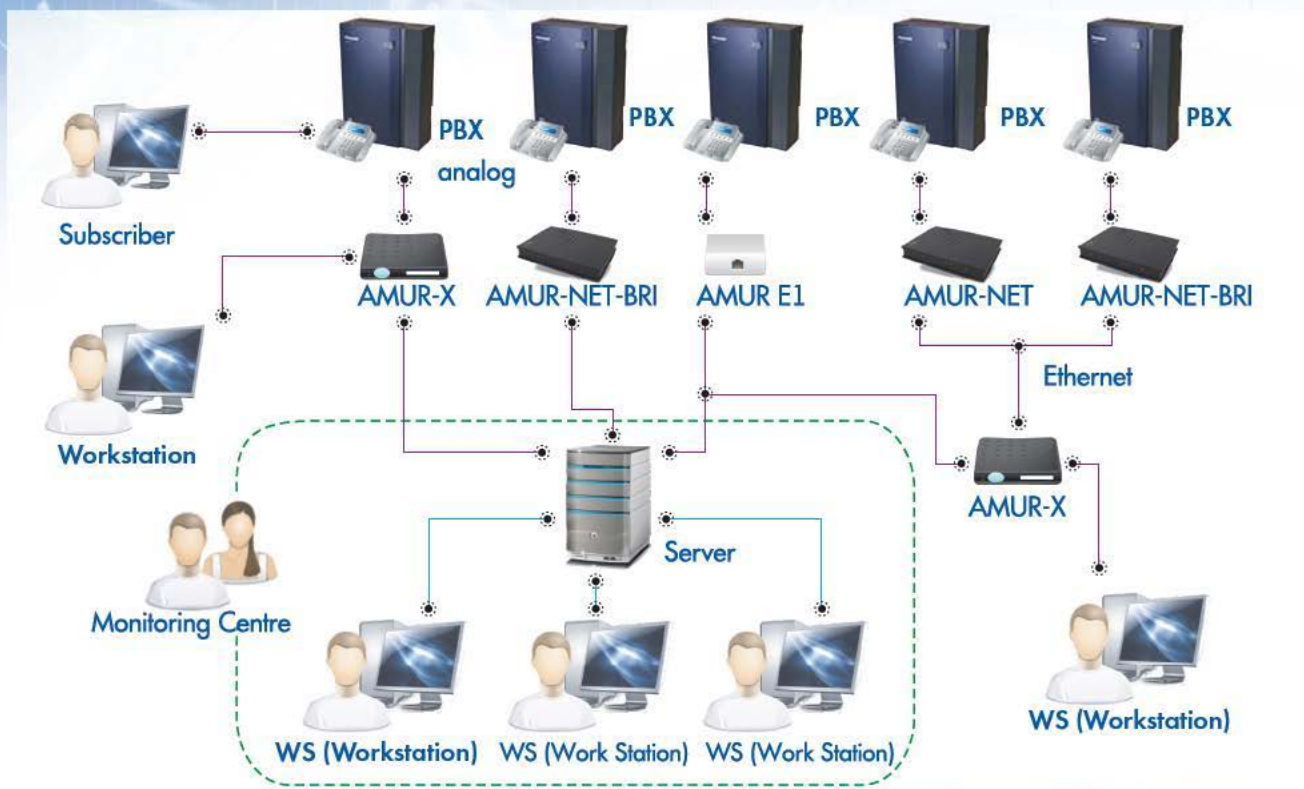 PBX
analog
PBX
PBX
PBX
PBX
Subscriber
AMUR-X
AMUR-NET-BRI
AMUR E1
AMUR-NET
AMUR-NET-BRI
Ethernet
Workstation
AMUR-X
Server
Monitoring Centre
WS (Workstation)
WS (Work Station)
WS (Work Station)
WS (Workstation)